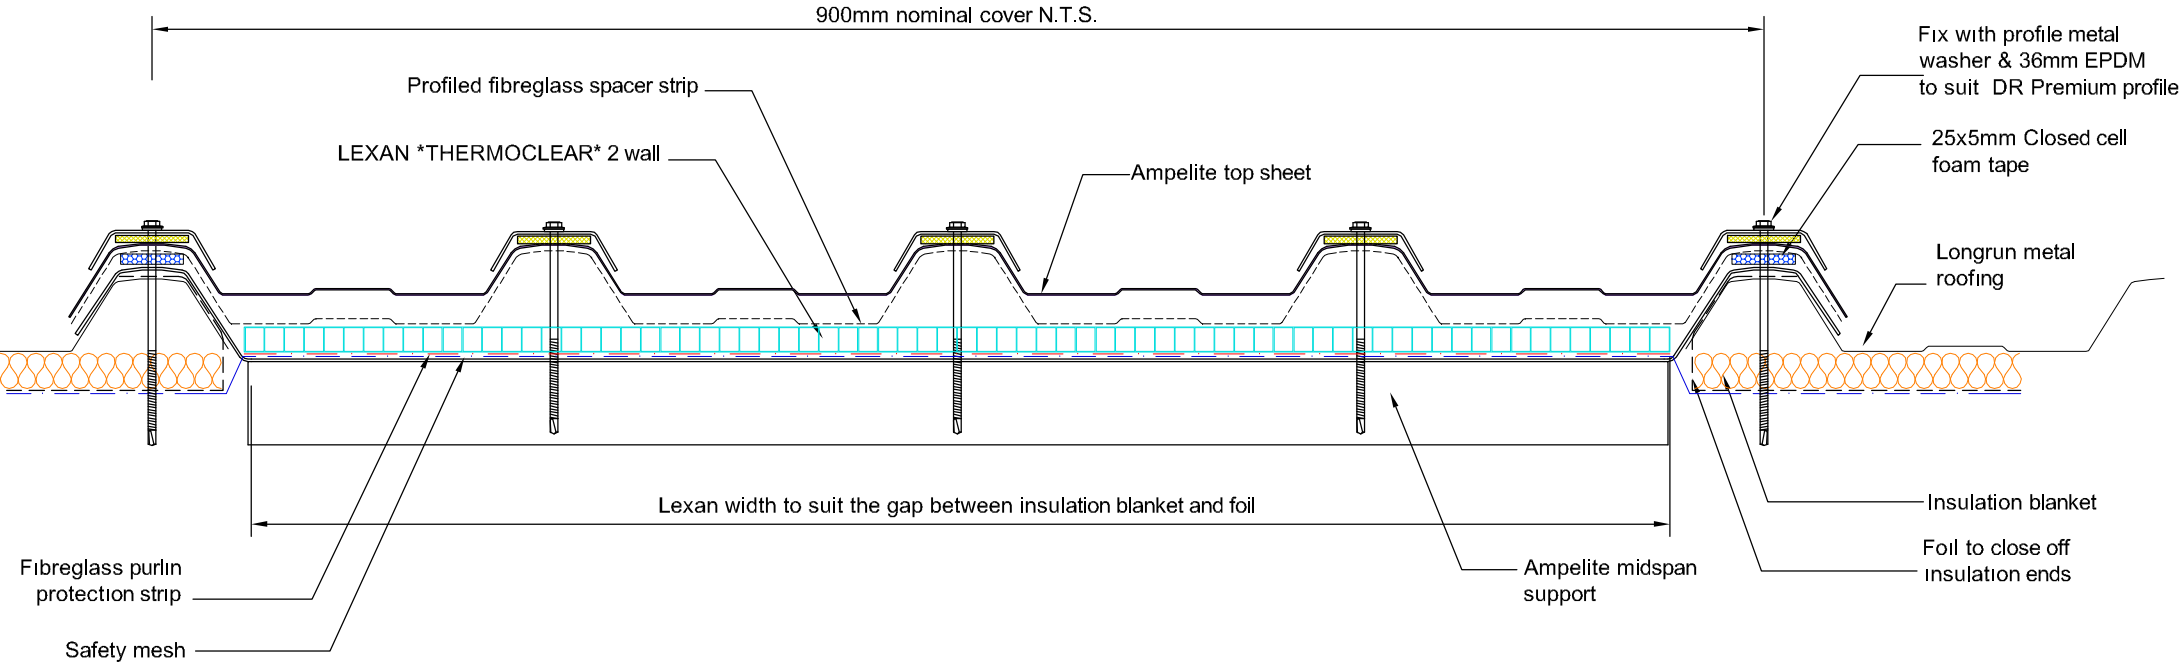 900mm nominal cover N.T.S.
Fix with profile metal
washer & 36mm EPDM
to suit DR Premium profile
Profiled fibreglass spacer strip
25x5mm Closed cell
foam tape
LEXAN *THERMOCLEAR* 2 wall
Ampelite top sheet
Longrun metal
roofing
Lexan width to suit the gap between insulation blanket and foil
Insulation blanket
Foil to close off
insulation ends
Fibreglass purlin
protection strip
Ampelite midspan
support
Safety mesh